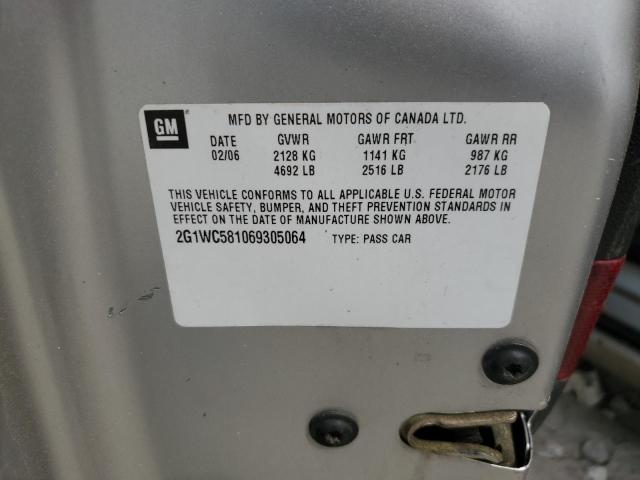 GM
MFD BY GENERAL MOTORS OF CANADA LTD.
DATE GVWR GAWR FRT GAWR RR
02/06 2128 KG 1141 KG 987 KG
4692 LB 2516 LB 2176 LB
THIS VEHICLE CONFORMS TO ALL APPLICABLE U.S. FEDERAL MOTOR
VEHICLE SAFETY, BUMPER, AND THEFT PREVENTION STANDARDS IN
EFFECT ON THE DATE OF MANUFACTURE SHOWN ABOVE.
2G1WC581069305064 TYPE: PASS CAR